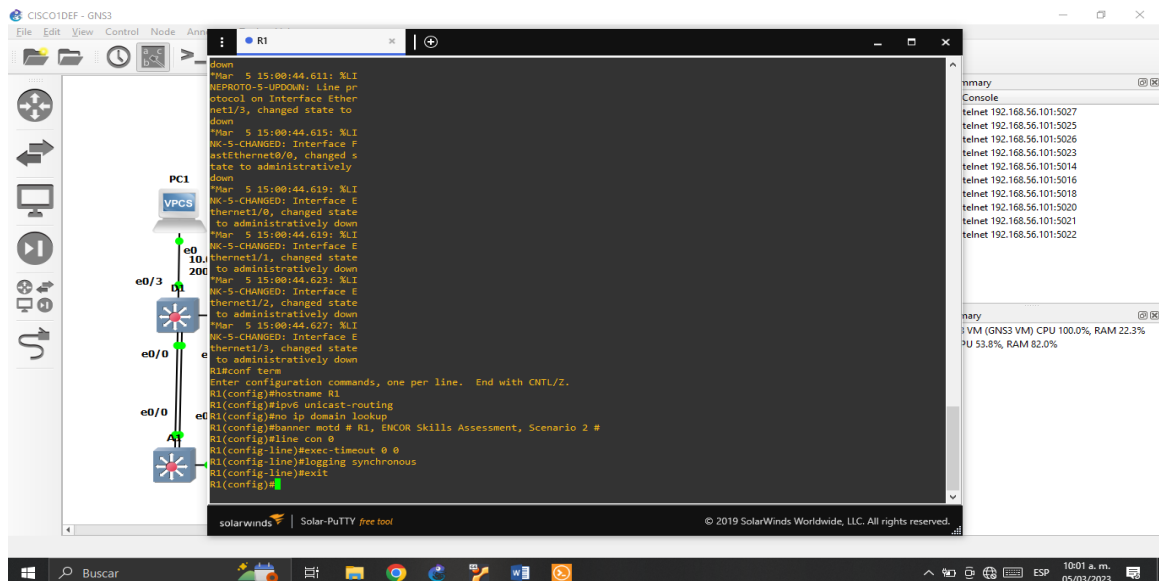 CISCO1DEF - GNS3
File Edit View Control Node Ann
R1
down
*Mar 5 15:00:44.611: %LI
NEPROTO-5-UPDOWN: Line pr
otocol on Interface Ether
net1/3, changed state to
down
*Mar 5 15:00:44.615: %LI
NK-5-CHANGED: Interface F
astEthernet0/0, changed s
tate to administratively
down
*Mar 5 15:00:44.619: %LI
NK-5-CHANGED: Interface E
thernet1/0, changed state
to administratively down
*Mar 5 15:00:44.619: %LI
NK-5-CHANGED: Interface E
thernet1/1, changed state
to administratively down
*Mar 5 15:00:44.623: %LI
NK-5-CHANGED: Interface E
thernet1/2, changed state
to administratively down
*Mar 5 15:00:44.627: %LI
NK-5-CHANGED: Interface E
thernet1/3, changed state
to administratively down
R1#conf term
Enter configuration commands, one per line. End with CNTL/Z.
R1(config)#hostname R1
R1(config)#ipv6 unicast-routing
R1(config)#no ip domain lookup
R1(config)#banner motd # R1, ENCOR Skills Assessment, Scenario 2 #
R1(config)#line con 0
R1(config-line)#exec-timeout 0 0
R1(config-line)#logging synchronous
R1(config-line)#exit
R1(config)#
solarwinds Solar-PuTTY free tool
© 2019 SolarWinds Worldwide, LLC. All rights reserved.
PC1
VPCS
e0
10.
200
e0/3
D1
e0/0
e
e0/0
e0
A1
mmary
Console
telnet 192.168.56.101:5027
telnet 192.168.56.101:5025
telnet 192.168.56.101:5026
telnet 192.168.56.101:5023
telnet 192.168.56.101:5014
telnet 192.168.56.101:5016
telnet 192.168.56.101:5018
telnet 192.168.56.101:5020
telnet 192.168.56.101:5021
telnet 192.168.56.101:5022
mary
VM (GNS3 VM) CPU 100.0%, RAM 22.3%
PU 53.8%, RAM 82.0%
Buscar
ESP
10:01 a. m.
05/03/2023